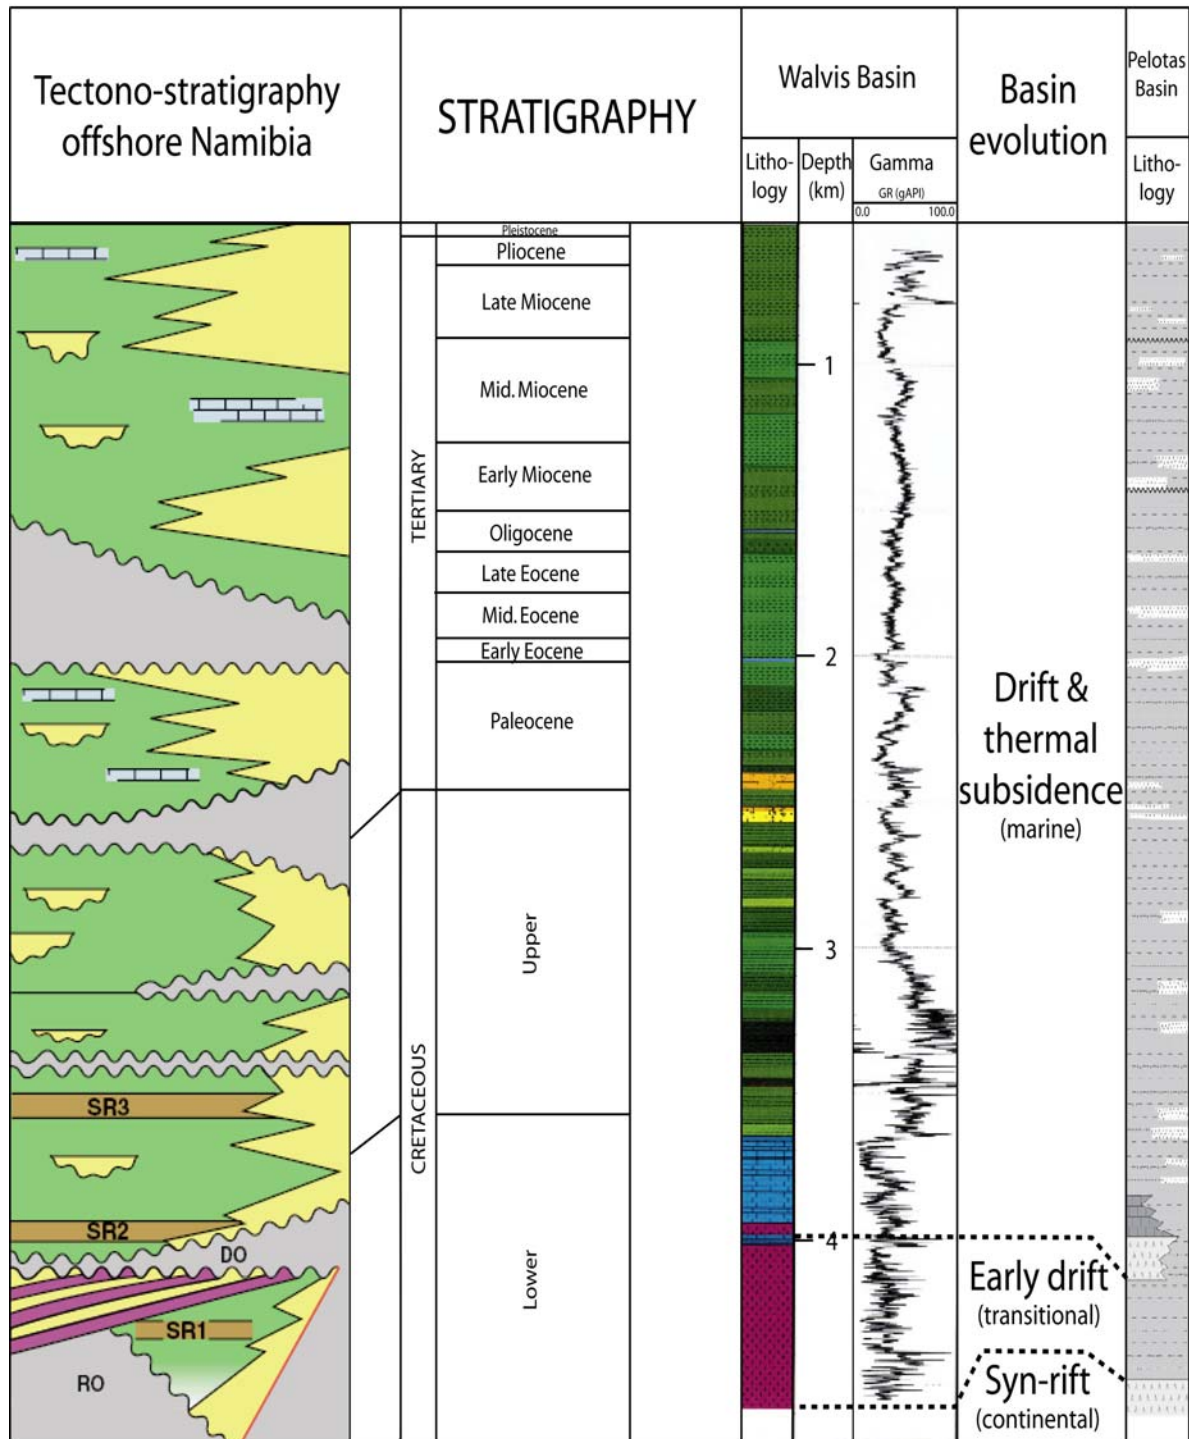 Tectono-stratigraphy
offshore Namibia
STRATIGRAPHY
Walvis Basin
Basin
evolution
Pelotas
Basin
Litho-
logy
Depth
(km)
Gamma
GR (gAPI)
0.0 100.0
Litho-
logy
Pleistocene
Pliocene
Late Miocene
Mid. Miocene
Early Miocene
Oligocene
Late Eocene
Mid. Eocene
Early Eocene
Paleocene
TERTIARY
Upper
Lower
CRETACEOUS
1
2
3
4
Drift &
thermal
subsidence
(marine)
Early drift
(transitional)
Syn-rift
(continental)
SR3
SR2
DO
SR1
RO